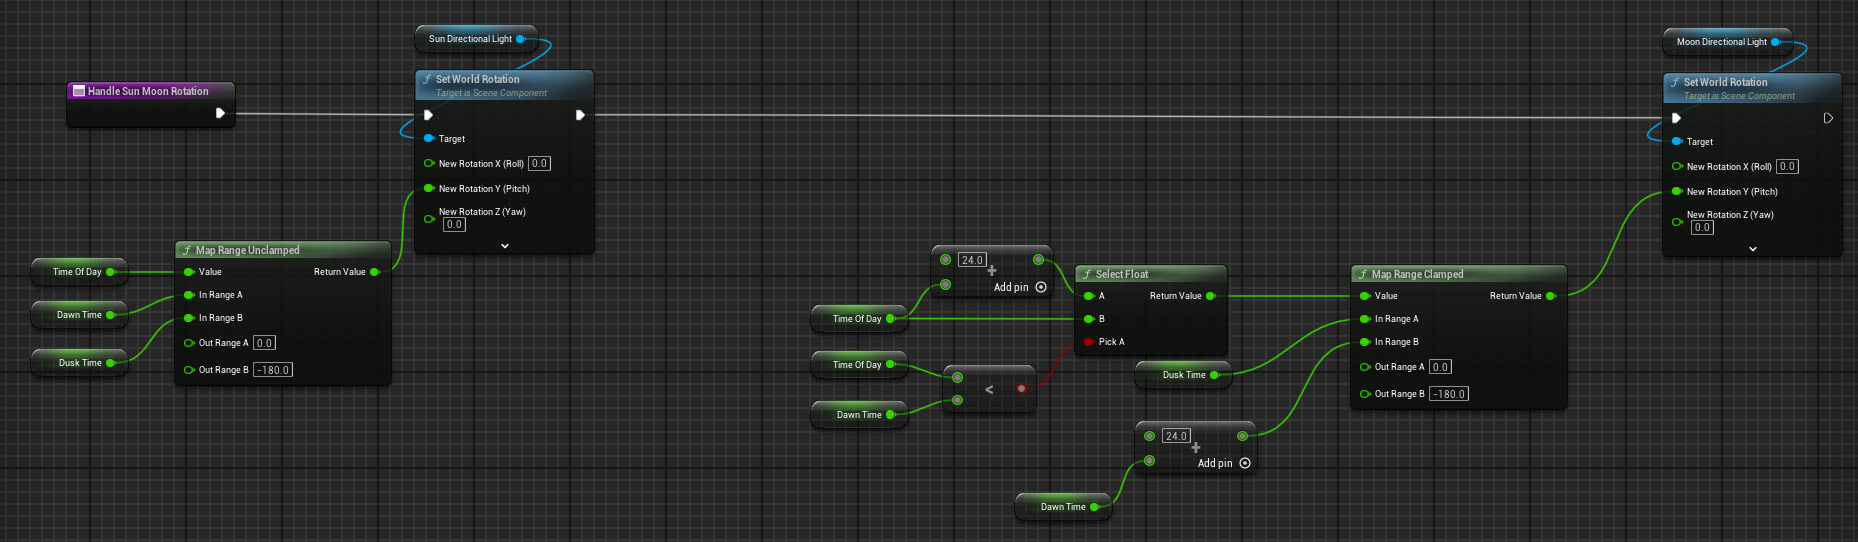 Handle Sun Moon Rotation
Sun Directional Light
Set World Rotation
Target is Scene Component
Target
New Rotation X (Roll) 0.0
New Rotation Y (Pitch)
New Rotation Z (Yaw)
0.0
Time Of Day
Dawn Time
Dusk Time
Map Range Unclamped
Value Return Value
In Range A
In Range B
Out Range A 0.0
Out Range B -180.0
Time Of Day
24.0
+
Add pin
Time Of Day
Dawn Time
<
Select Float
A Return Value
B
Pick A
Dusk Time
24.0
+
Add pin
Dawn Time
Map Range Clamped
Value Return Value
In Range A
In Range B
Out Range A 0.0
Out Range B -180.0
Moon Directional Light
Set World Rotation
Target is Scene Component
Target
New Rotation X (Roll) 0.0
New Rotation Y (Pitch)
New Rotation Z (Yaw)
0.0